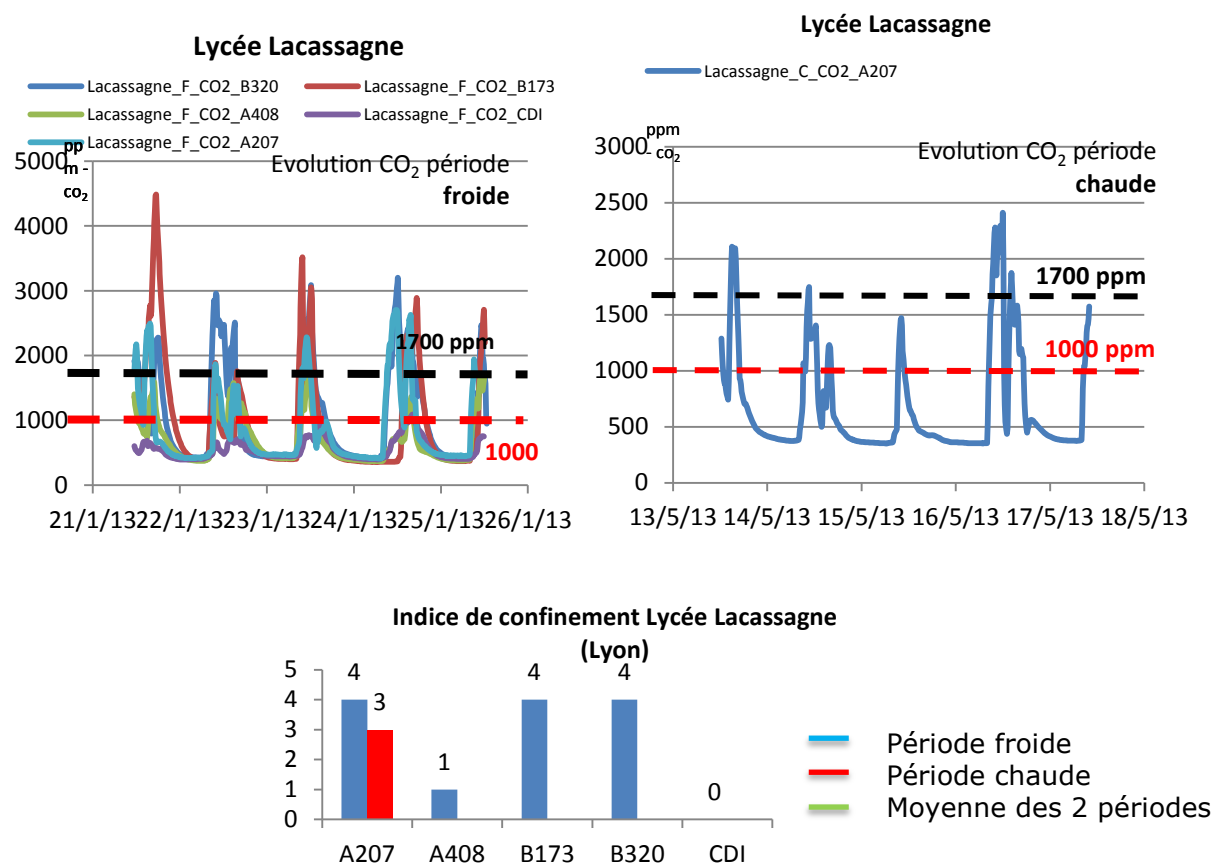 Lycée Lacassagne
Lacassagne_F_CO2_B320
Lacassagne_F_CO2_B173
Lacassagne_F_CO2_A408
Lacassagne_F_CO2_CDI
Lacassagne_F_CO2_A207
pp
m -
co₂
Evolution CO₂ période
froide
5000
4000
3000
2000
1000
0
1700 ppm
1000
21/1/13
22/1/13
23/1/13
24/1/13
25/1/13
26/1/13
Lycée Lacassagne
Lacassagne_C_CO2_A207
ppm
- co₂
Evolution CO₂ période
chaude
3000
2500
2000
1500
1000
500
0
1700 ppm
1000 ppm
13/5/13
14/5/13
15/5/13
16/5/13
17/5/13
18/5/13
Indice de confinement Lycée Lacassagne
(Lyon)
5
4
3
2
1
0
4
3
1
4
4
0
A207
A408
B173
B320
CDI
Période froide
Période chaude
Moyenne des 2 périodes